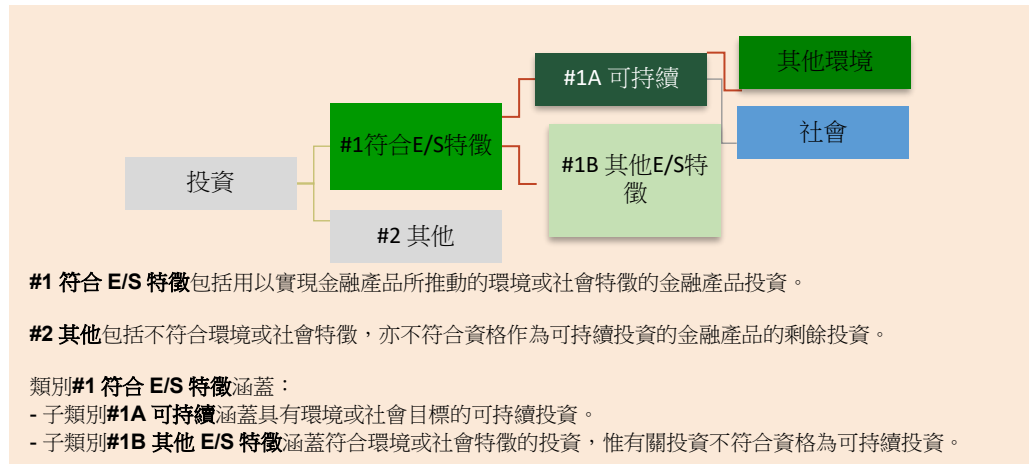 投資
#1符合E/S特徵
#2 其他
#1A 可持續
#1B 其他E/S特
徵
其他環境
社會
#1 符合 E/S 特徵包括用以實現金融產品所推動的環境或社會特徵的金融產品投資。
#2 其他包括不符合環境或社會特徵，亦不符合資格作為可持續投資的金融產品的剩餘投資。
類別#1 符合 E/S 特徵涵蓋：
- 子類別#1A 可持續涵蓋具有環境或社會目標的可持續投資。
- 子類別#1B 其他 E/S 特徵涵蓋符合環境或社會特徵的投資，惟有關投資不符合資格為可持續投資。